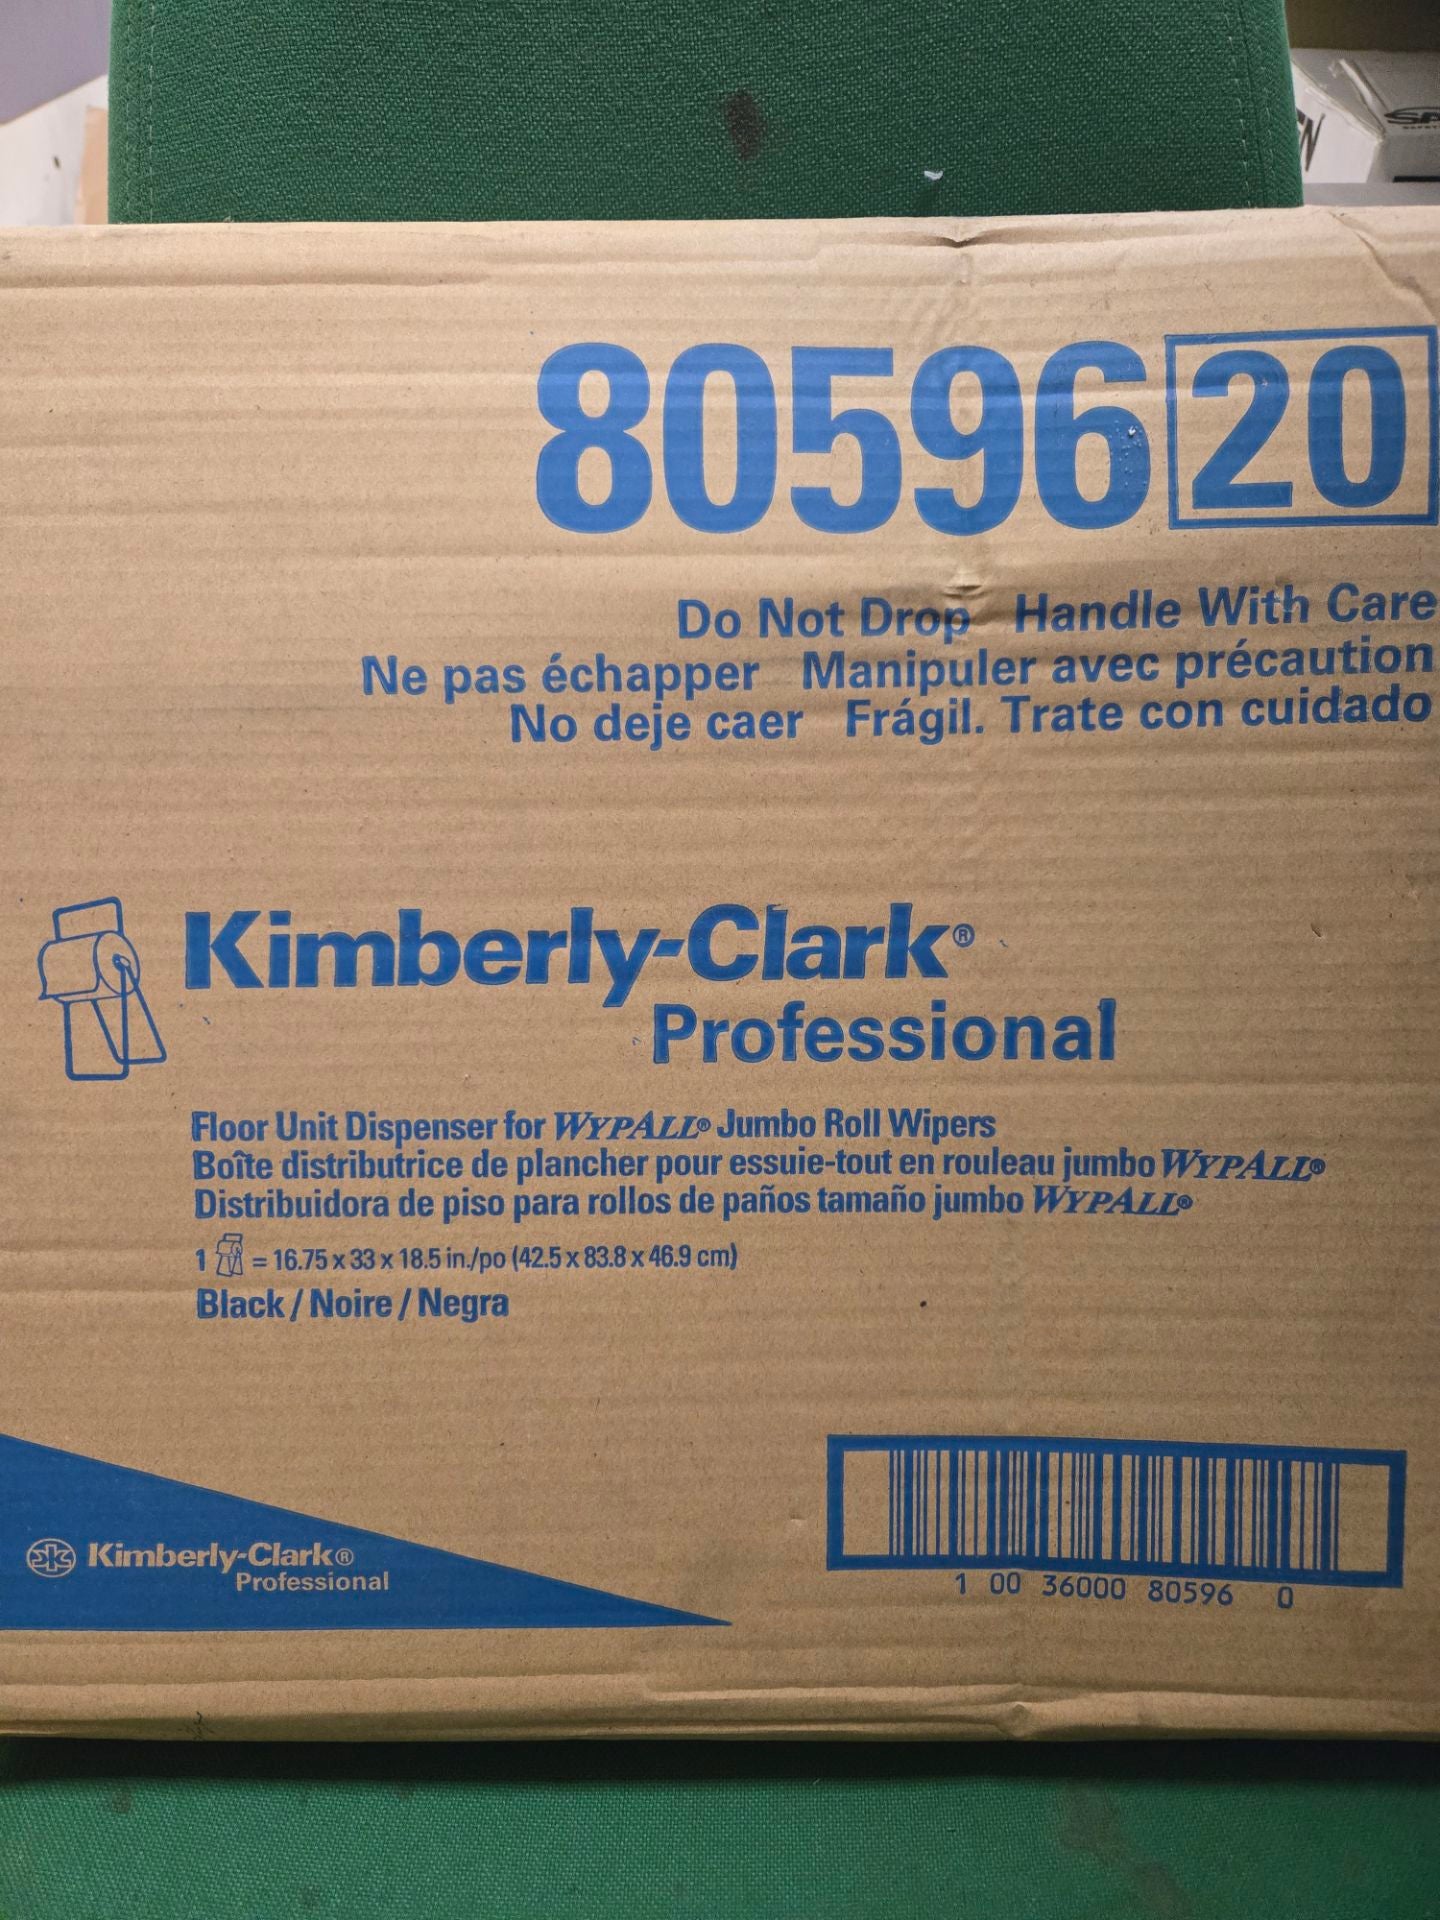 80596 20
Do Not Drop Handle With Care
Ne pas échapper Manipuler avec précaution
No deje caer Frágil. Trate con cuidado
Kimberly-Clark®
Professional
Floor Unit Dispenser for WYPALL® Jumbo Roll Wipers
Boîte distributrice de plancher pour essuie-tout en rouleau jumbo WYPALL®
Distribuidora de piso para rollos de paños tamaño jumbo WYPALL®
1 = 16.75 x 33 x 18.5 in./po (42.5 x 83.8 x 46.9 cm)
Black / Noire / Negra
Kimberly-Clark®
Professional
1 00 36000 80596 0